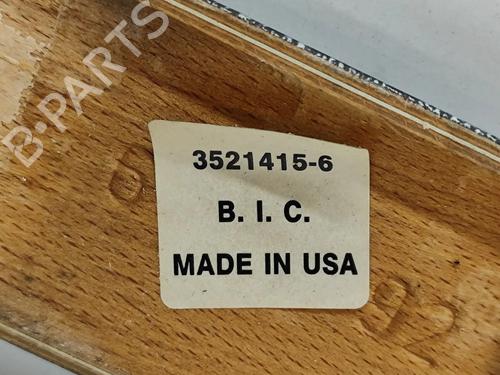 B-PARTS
3521415-6
B. I. C.
MADE IN USA